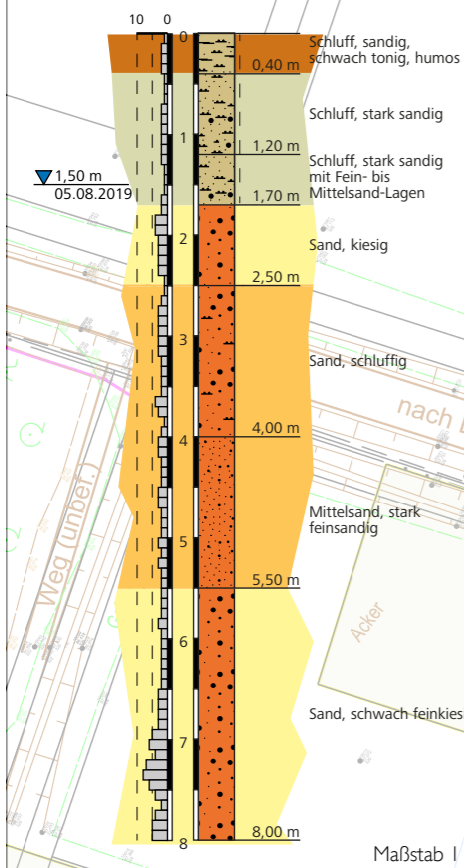 10 0
0
Schluff, sandig,
schwach tonig, humos
0,40 m
Schluff, stark sandig
1
1,20 m
Schluff, stark sandig
mit Fein- bis
Mittelsand-Lagen
1,50 m
05.08.2019
1,70 m
2
Sand, kiesig
2,50 m
3
Sand, schluffig
nach
4
4,00 m
Weg (unbef.)
Mittelsand, stark
feinsandig
5
5,50 m
Acker
6
Sand, schwach feinkies
7
8
8,00 m
Maßstab